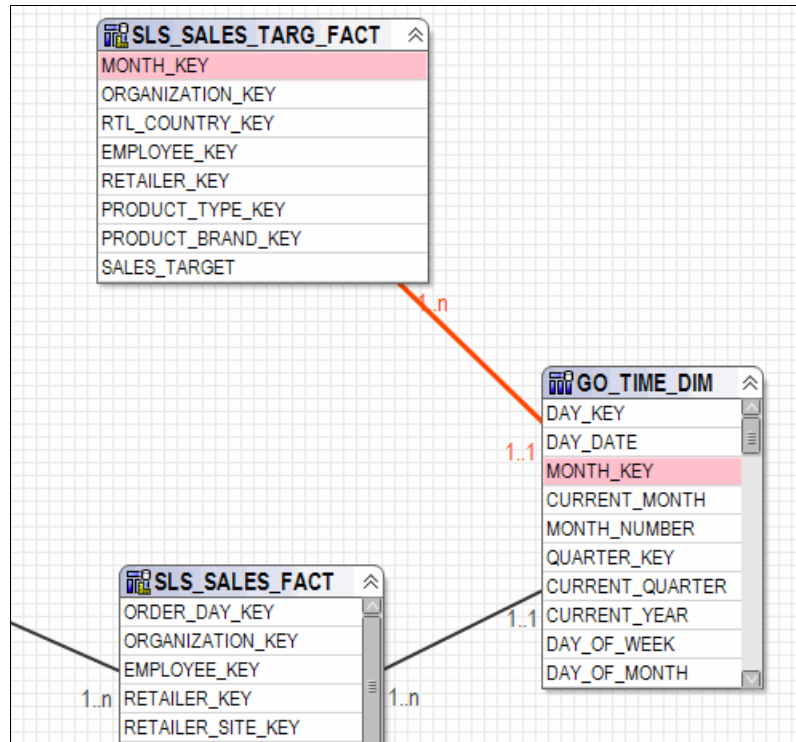 SLS_SALES_TARG_FACT
MONTH_KEY
ORGANIZATION_KEY
RTL_COUNTRY_KEY
EMPLOYEE_KEY
RETAILER_KEY
PRODUCT_TYPE_KEY
PRODUCT_BRAND_KEY
SALES_TARGET
1..n
1..1
GO_TIME_DIM
DAY_KEY
DAY_DATE
MONTH_KEY
CURRENT_MONTH
MONTH_NUMBER
QUARTER_KEY
CURRENT_QUARTER
CURRENT_YEAR
DAY_OF_WEEK
DAY_OF_MONTH
1..1
SLS_SALES_FACT
ORDER_DAY_KEY
ORGANIZATION_KEY
EMPLOYEE_KEY
RETAILER_KEY
RETAILER_SITE_KEY
1..n
1..n